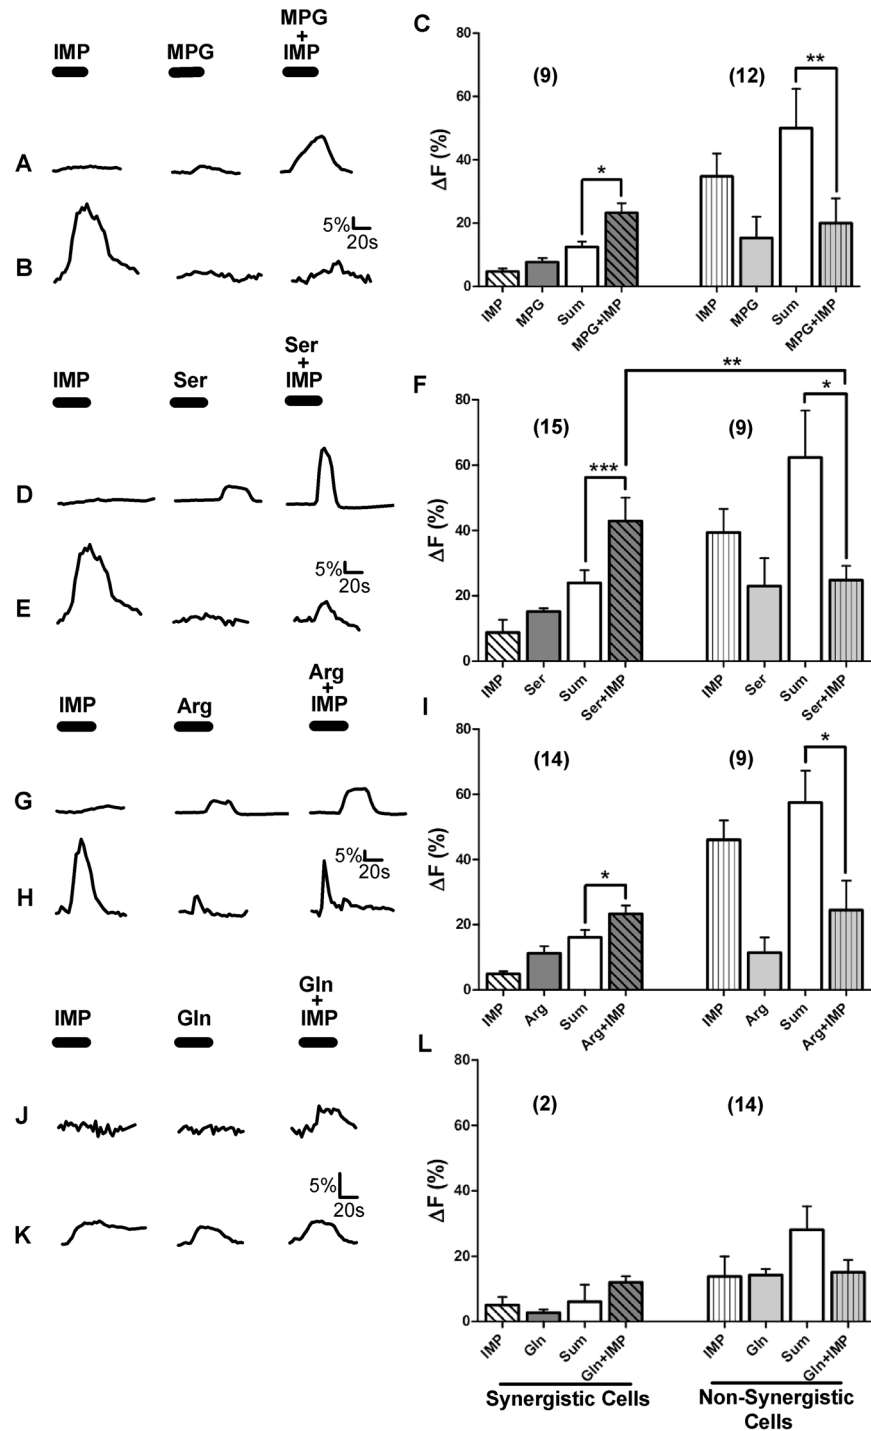 MPG
+
IMP MPG IMP
A
B
5%
20s
C
80
60
40
20
0
ΔF (%)
(9) (12)
* **
IMP MPG Sum MPG+IMP IMP MPG Sum MPG+IMP
Ser
+
IMP Ser IMP
D
E
5%
20s
F
80
60
40
20
0
ΔF (%)
**
(15) (9)
*** *
IMP Ser Sum Ser+IMP IMP Ser Sum Ser+IMP
Arg
+
IMP Arg IMP
G
H
5%
20s
I
80
60
40
20
0
ΔF (%)
(14) (9)
* *
IMP Arg Sum Arg+IMP IMP Arg Sum Arg+IMP
Gln
+
IMP Gln IMP
J
K
5%
20s
L
80
60
40
20
0
ΔF (%)
(2) (14)
IMP Gln Sum Gln+IMP IMP Gln Sum Gln+IMP
Synergistic Cells Non-Synergistic
Cells